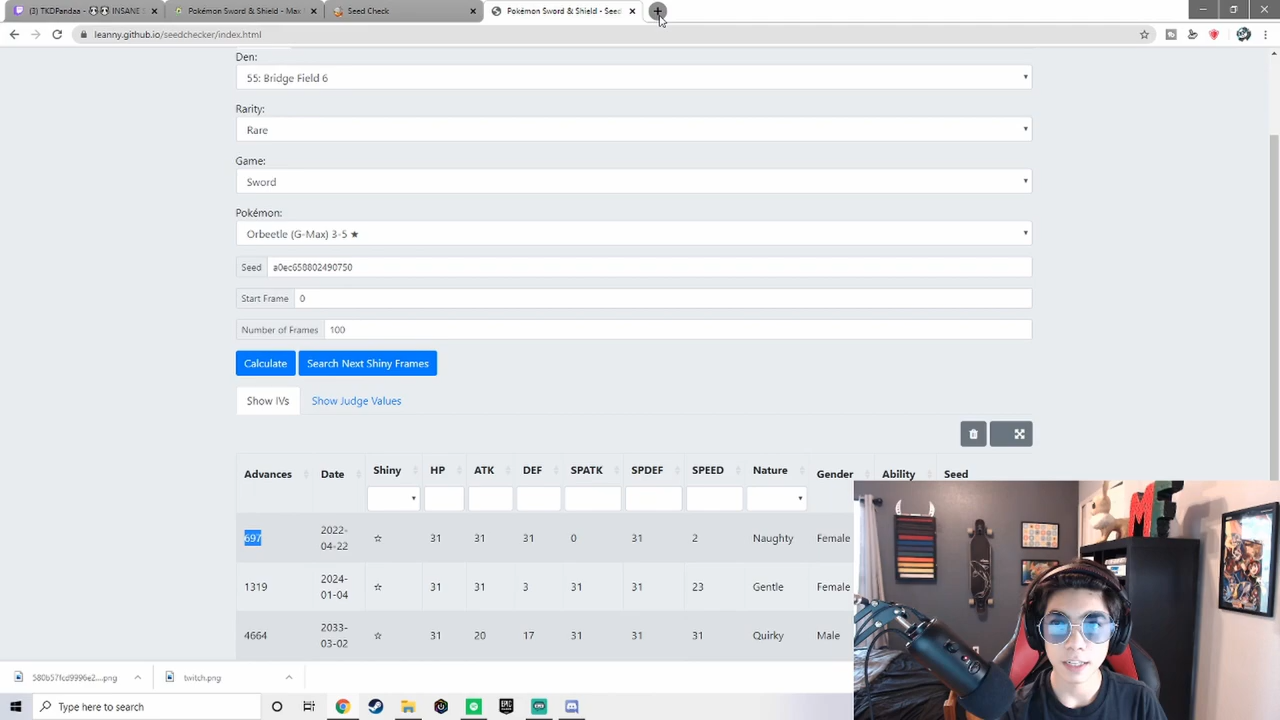 (3) TKDPandaa - 💀💀 INSANE S
Pokémon Sword & Shield - Max
Seed Check
Pokémon Sword & Shield - Seed
leanny.github.io/seedchecker/index.html
Den:
55: Bridge Field 6
Rarity:
Rare
Game:
Sword
Pokémon:
Orbeetle (G-Max) 3-5 ★
Seed a0ec658802490750
Start Frame 0
Number of Frames 100
Calculate Search Next Shiny Frames
Show IVs Show Judge Values
Advances Date Shiny HP ATK DEF SPATK SPDEF SPEED Nature Gender Ability Seed
697 2022-04-22 ☆ 31 31 31 0 31 2 Naughty Female
1319 2024-01-04 ☆ 31 31 3 31 31 23 Gentle Female
4664 2033-03-02 ☆ 31 20 17 31 31 31 Quirky Male
580b57fcd9996e2....png
twitch.png
Type here to search
EPIC
ME